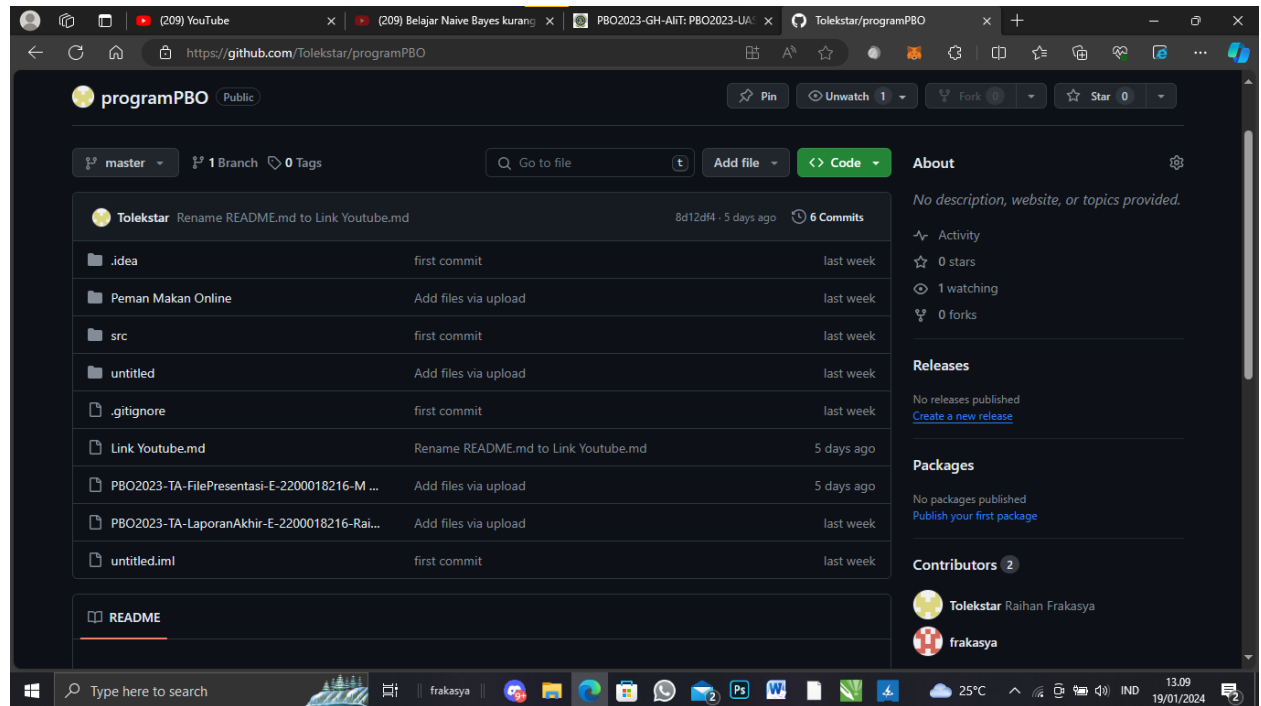 (209) YouTube
(209) Belajar Naive Bayes kurang
PBO2023-GH-AliT: PBO2023-UAS
Tolekstar/programPBO
https://github.com/Tolekstar/programPBO
programPBO Public
Pin
Unwatch 1
Fork 0
Star 0
master
1 Branch
0 Tags
Go to file
t
Add file
<> Code
Tolekstar Rename README.md to Link Youtube.md
8d12df4 · 5 days ago
6 Commits
.idea first commit last week
Peman Makan Online Add files via upload last week
src first commit last week
untitled Add files via upload last week
.gitignore first commit last week
Link Youtube.md Rename README.md to Link Youtube.md 5 days ago
PBO2023-TA-FilePresentasi-E-2200018216-M ... Add files via upload 5 days ago
PBO2023-TA-LaporanAkhir-E-2200018216-Rai... Add files via upload last week
untitled.iml first commit last week
README
About
No description, website, or topics provided.
Activity
0 stars
1 watching
0 forks
Releases
No releases published
Create a new release
Packages
No packages published
Publish your first package
Contributors 2
Tolekstar Raihan Frakasya
frakasya
Type here to search
frakasya
2
Ps
25°C
IND
13.09
19/01/2024
2